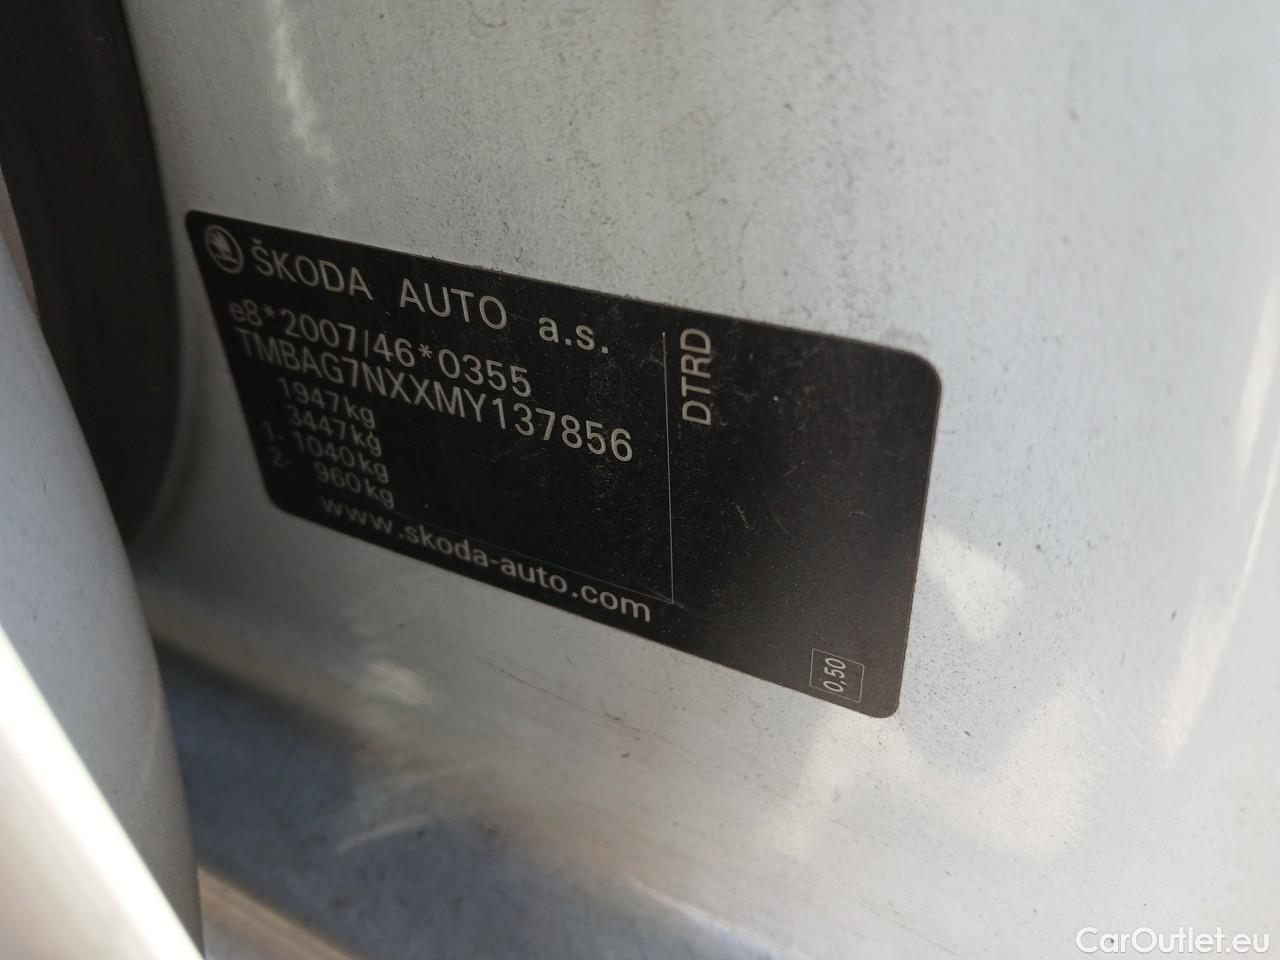 ŠKODA AUTO a.s.
e8*2007/46*0355
TMBAG7NXXMY137856
1947kg
3447kg
1- 1040kg
2- 960kg
www.skoda-auto.com
DTRD
0,50
CarOutlet.eu